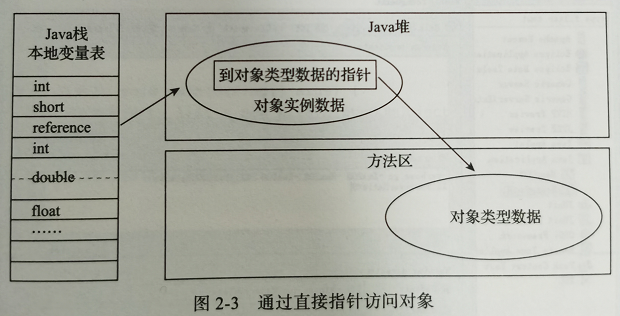 Java栈
本地变量表
int
short
reference
int
double
float
……
Java堆
到对象类型数据的指针
对象实例数据
方法区
对象类型数据
图 2-3 通过直接指针访问对象